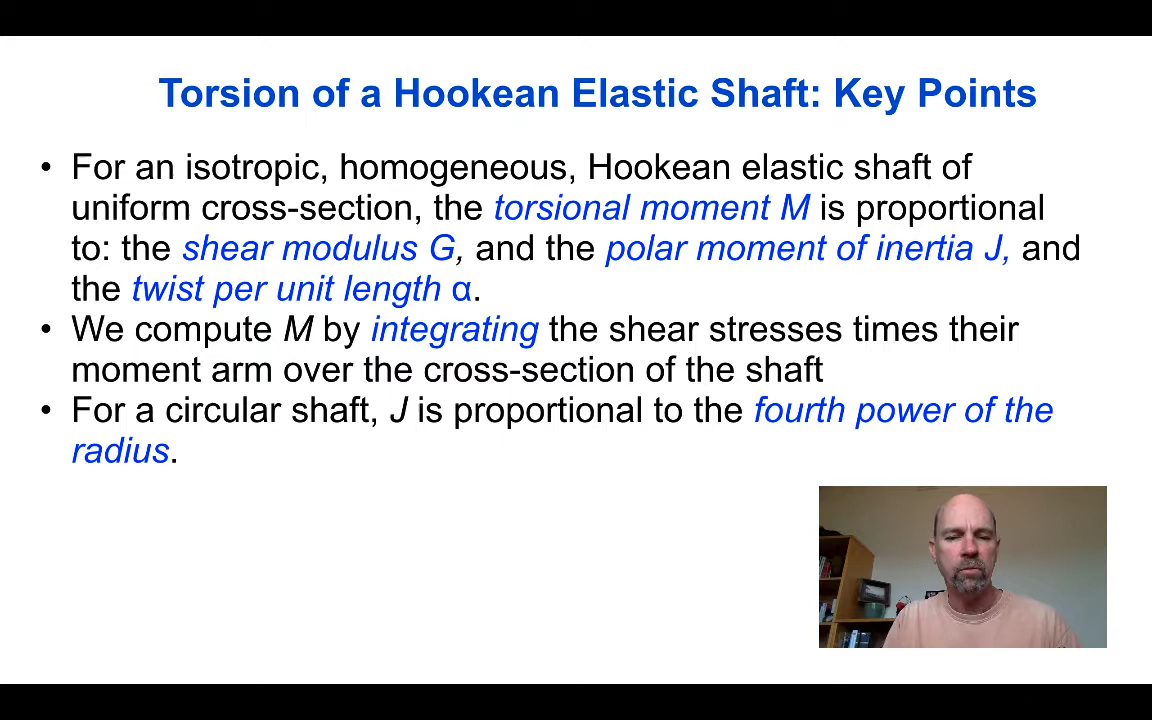 Torsion of a Hookean Elastic Shaft: Key Points
• For an isotropic, homogeneous, Hookean elastic shaft of
uniform cross-section, the torsional moment M is proportional
to: the shear modulus G, and the polar moment of inertia J, and
the twist per unit length α.
• We compute M by integrating the shear stresses times their
moment arm over the cross-section of the shaft
• For a circular shaft, J is proportional to the fourth power of the
radius.